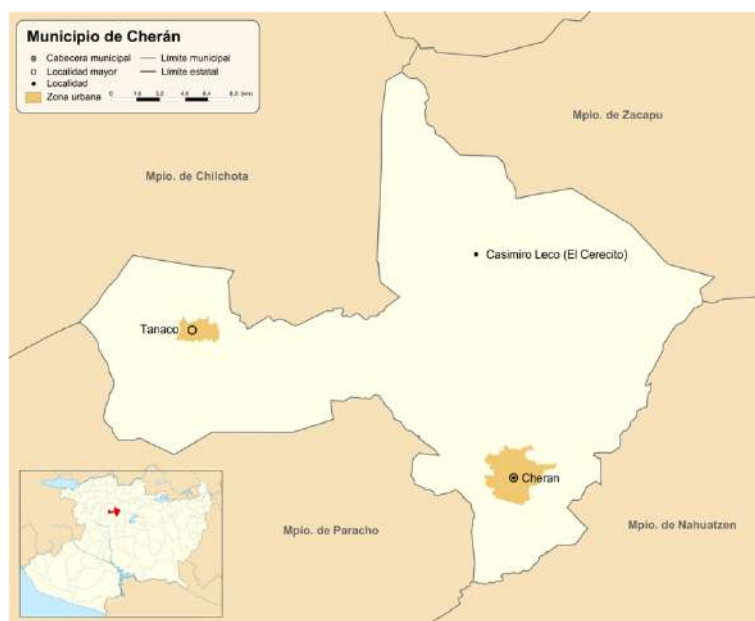 Municipio de Cherán
Cabecera municipal
Límite municipal
Localidad mayor
Límite estatal
Localidad
Zona urbana
Mpio. de Zacapu
Mpio. de Chilchota
Casimiro Leco (El Cerecito)
Tanaco
Cheran
Mpio. de Paracho
Mpio. de Nahuatzen